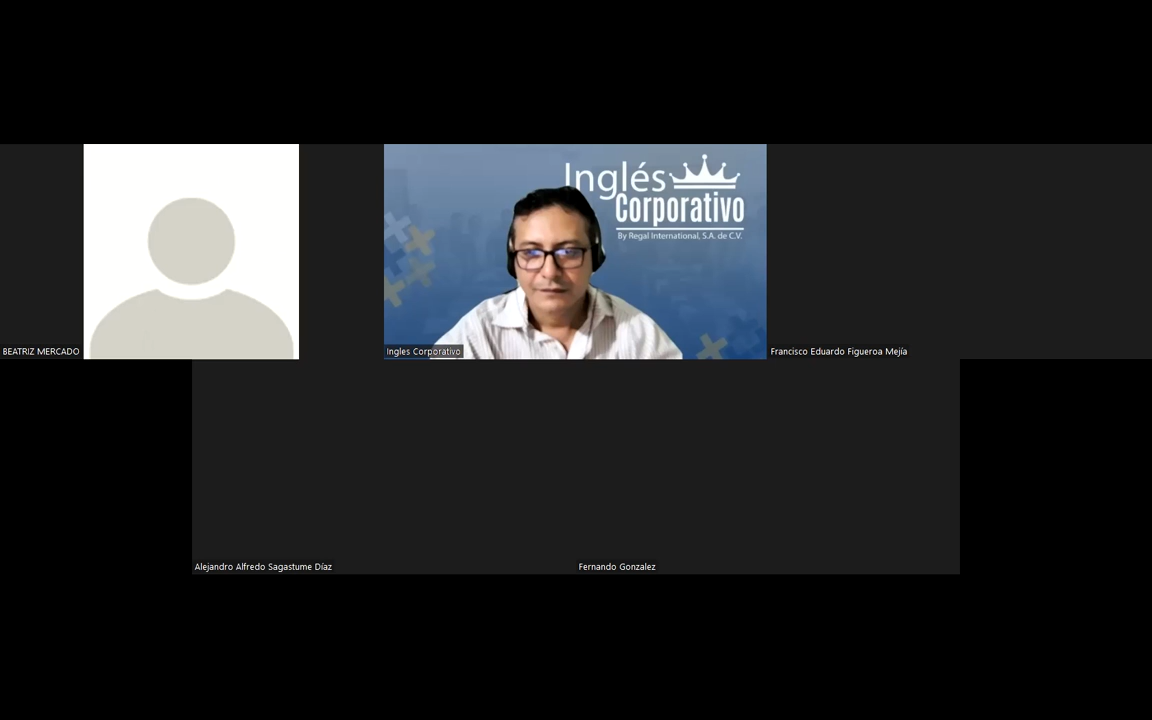 Inglés
Corporativo
By Regal International, S.A. de C.V.
BEATRIZ MERCADO
Ingles Corporativo
Francisco Eduardo Figueroa Mejía
Alejandro Alfredo Sagastume Díaz
Fernando Gonzalez